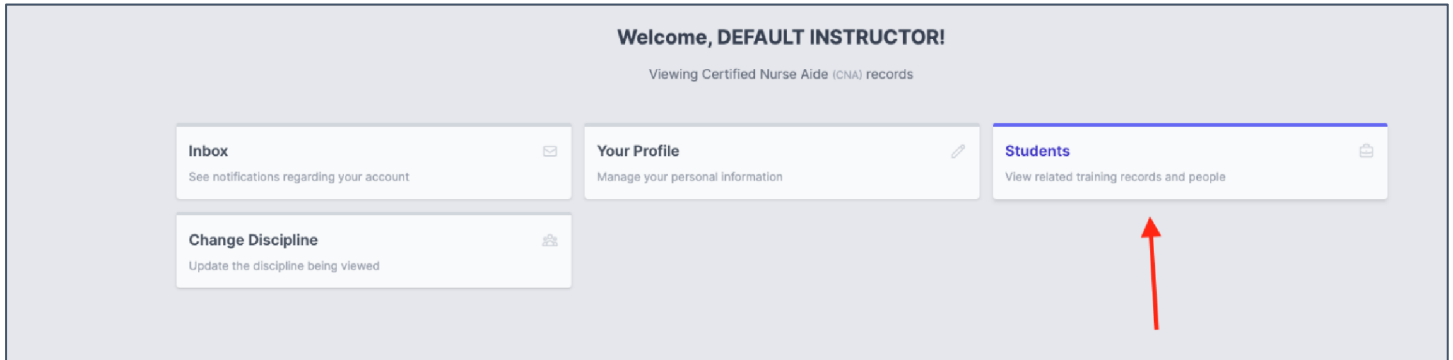 Welcome, DEFAULT INSTRUCTOR!
Viewing Certified Nurse Aide (CNA) records
Inbox
See notifications regarding your account
Your Profile
Manage your personal information
Students
View related training records and people
Change Discipline
Update the discipline being viewed